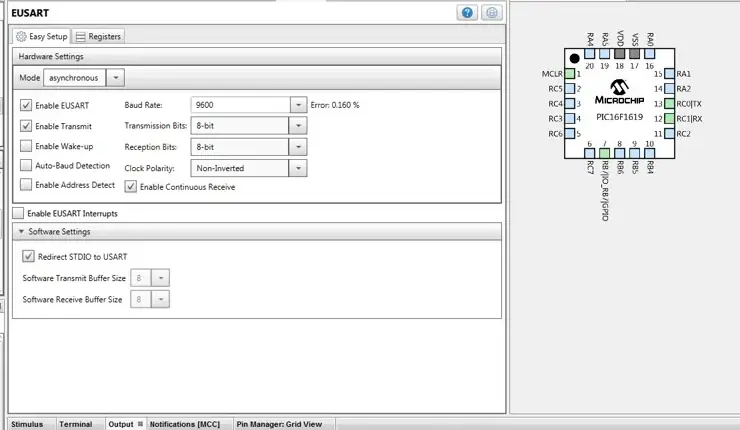 EUSART
Easy Setup
Registers
Hardware Settings
Mode asynchronous
Enable EUSART Baud Rate: 9600 Error: 0.160 %
Enable Transmit Transmission Bits: 8-bit
Enable Wake-up Reception Bits: 8-bit
Auto-Baud Detection Clock Polarity: Non-Inverted
Enable Address Detect Enable Continuous Receive
Enable EUSART Interrupts
Software Settings
Redirect STDIO to USART
Software Transmit Buffer Size 8
Software Receive Buffer Size 8
Stimulus Terminal Output Notifications [MCC] Pin Manager: Grid View
RA4 RA5 VDD VSS RA0
20 19 18 17 16
MCLR 1 15 RA1
RC5 2 14 RA2
RC4 3 13 RC0|TX
RC3 4 12 RC1|RX
RC6 5 11 RC2
MICROCHIP
PIC16F1619
6 7 8 9 10
RC7 RB7|IO_RB7|GPIO RB6 RB5 RB4